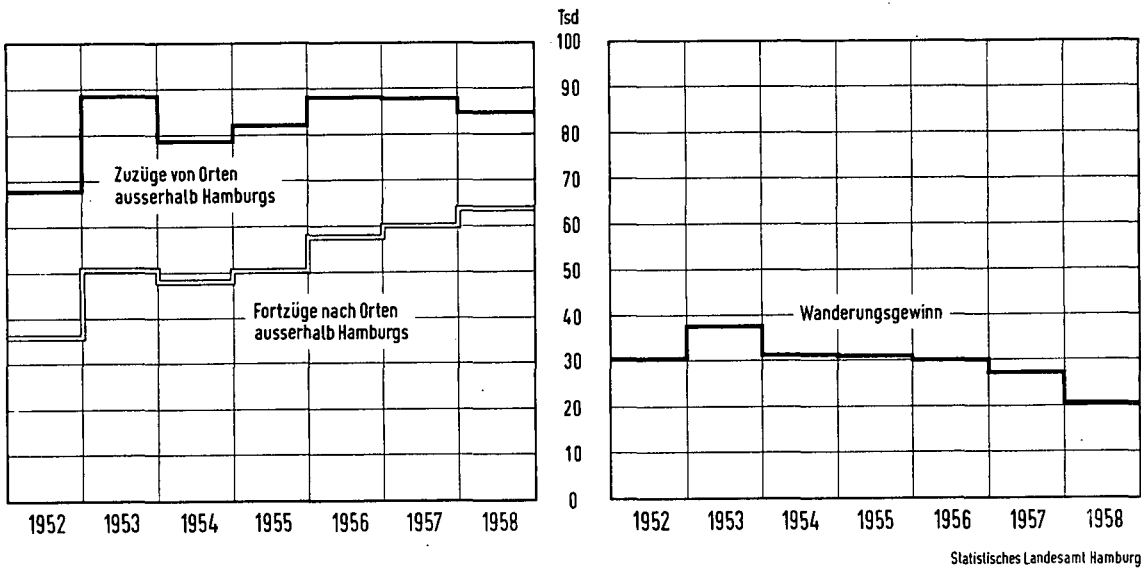 Tsd
100
90
80
70
60
50
40
30
20
10
0
Zuzüge von Orten
ausserhalb Hamburgs
Fortzüge nach Orten
ausserhalb Hamburgs
1952 1953 1954 1955 1956 1957 1958
Wanderungsgewinn
1952 1953 1954 1955 1956 1957 1958
Statistisches Landesamt Hamburg